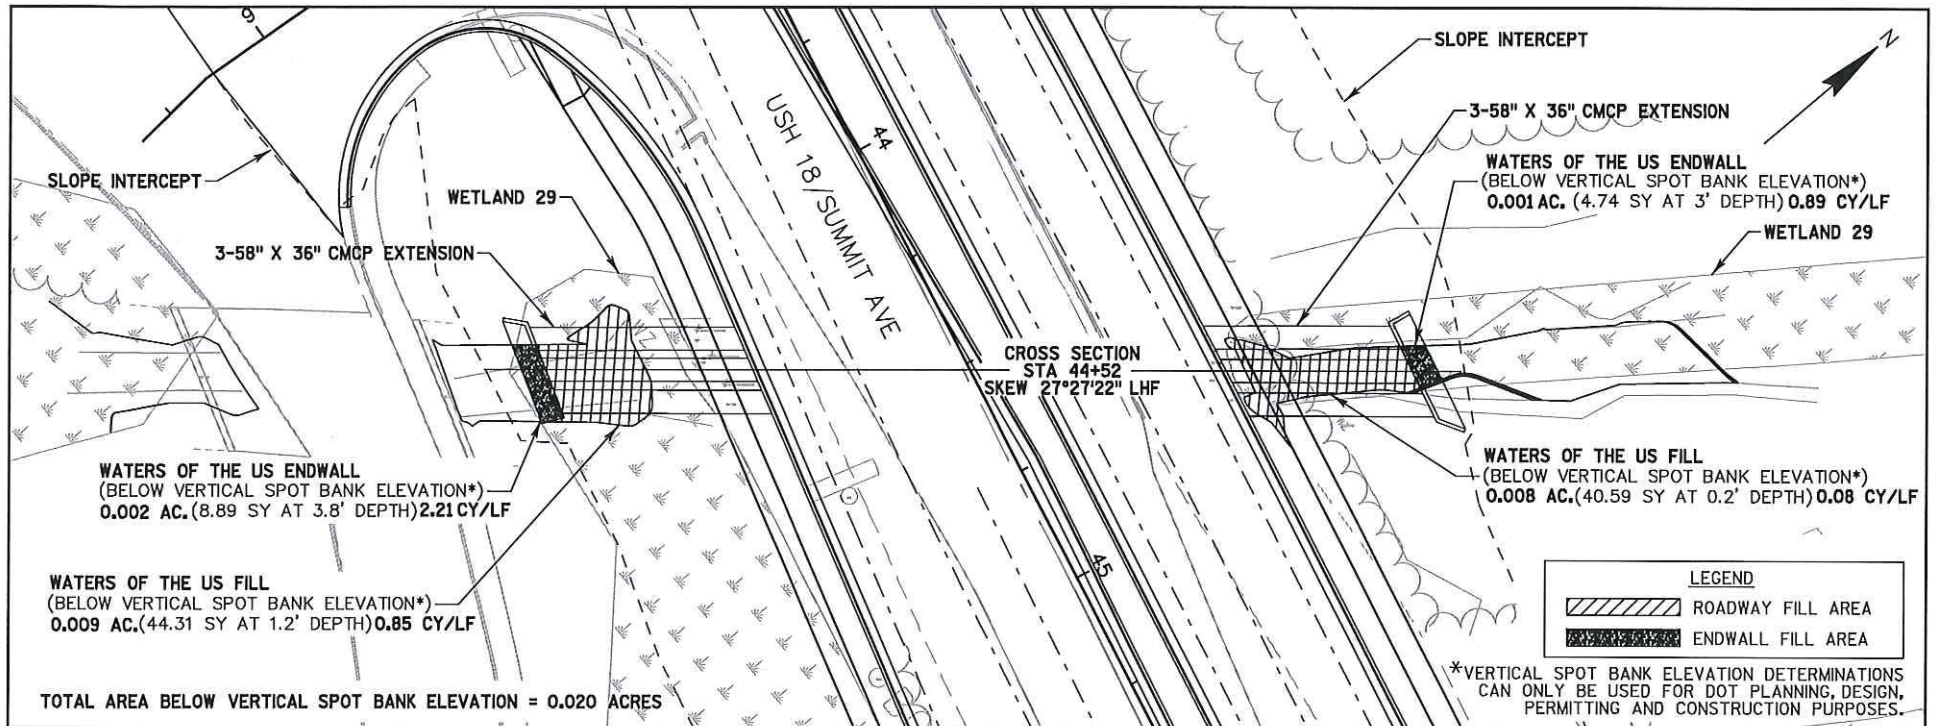 9
SLOPE INTERCEPT
N
SLOPE INTERCEPT
3-58" X 36" CMCP EXTENSION
WETLAND 29
3-58" X 36" CMCP EXTENSION
USH 18/SUMMIT AVE
44
WATERS OF THE US ENDWALL
(BELOW VERTICAL SPOT BANK ELEVATION*)
0.001 AC. (4.74 SY AT 3' DEPTH) 0.89 CY/LF
WETLAND 29
CROSS SECTION
STA 44+52
SKEW 27°27'22" LHF
WATERS OF THE US ENDWALL
(BELOW VERTICAL SPOT BANK ELEVATION*)
0.002 AC. (8.89 SY AT 3.8' DEPTH) 2.21 CY/LF
WATERS OF THE US FILL
(BELOW VERTICAL SPOT BANK ELEVATION*)
0.008 AC. (40.59 SY AT 0.2' DEPTH) 0.08 CY/LF
45
WATERS OF THE US FILL
(BELOW VERTICAL SPOT BANK ELEVATION*)
0.009 AC. (44.31 SY AT 1.2' DEPTH) 0.85 CY/LF
LEGEND
ROADWAY FILL AREA
ENDWALL FILL AREA
TOTAL AREA BELOW VERTICAL SPOT BANK ELEVATION = 0.020 ACRES
*VERTICAL SPOT BANK ELEVATION DETERMINATIONS
CAN ONLY BE USED FOR DOT PLANNING, DESIGN,
PERMITTING AND CONSTRUCTION PURPOSES.